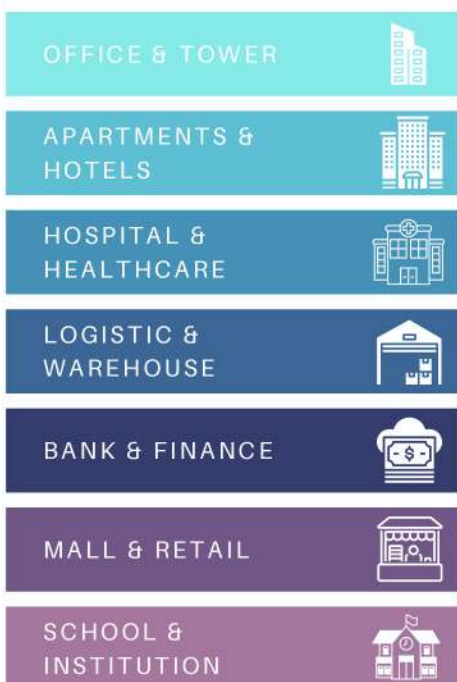 OFFICE & TOWER
APARTMENTS &
HOTELS
HOSPITAL &
HEALTHCARE
LOGISTIC &
WAREHOUSE
BANK & FINANCE
$
MALL & RETAIL
SCHOOL &
INSTITUTION